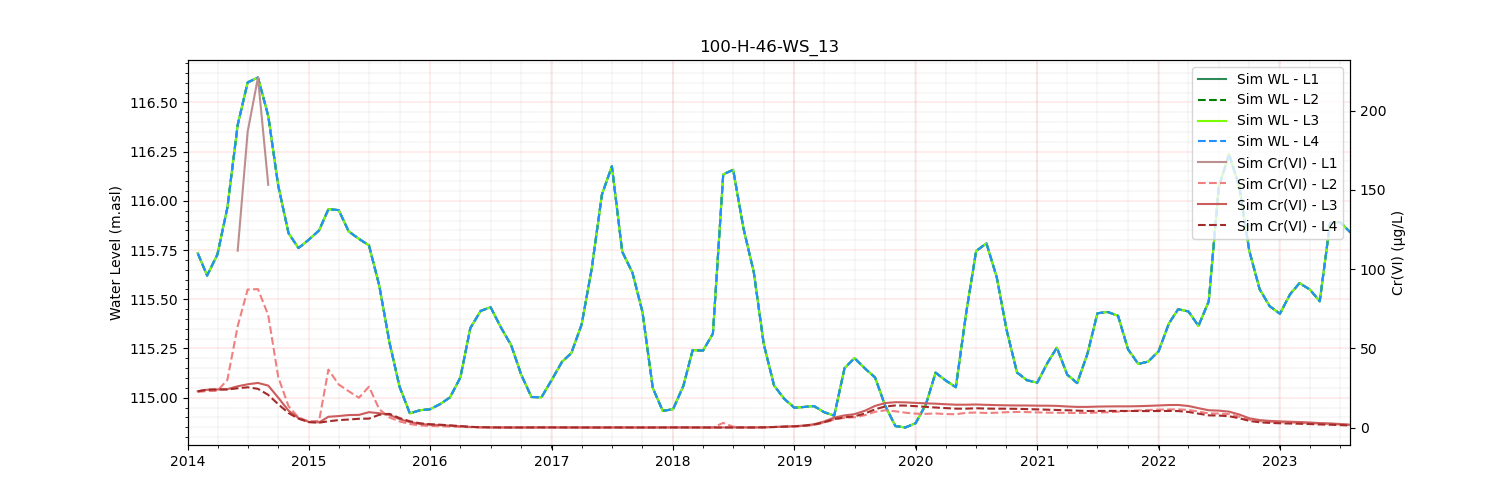 100-H-46-WS_13
Water Level (m.asl)
116.50
116.25
116.00
115.75
115.50
115.25
115.00
Sim WL - L1
Sim WL - L2
Sim WL - L3
Sim WL - L4
Sim Cr(VI) - L1
Sim Cr(VI) - L2
Sim Cr(VI) - L3
Sim Cr(VI) - L4
200
150
100
50
0
Cr(VI) (μg/L)
2014 2015 2016 2017 2018 2019 2020 2021 2022 2023